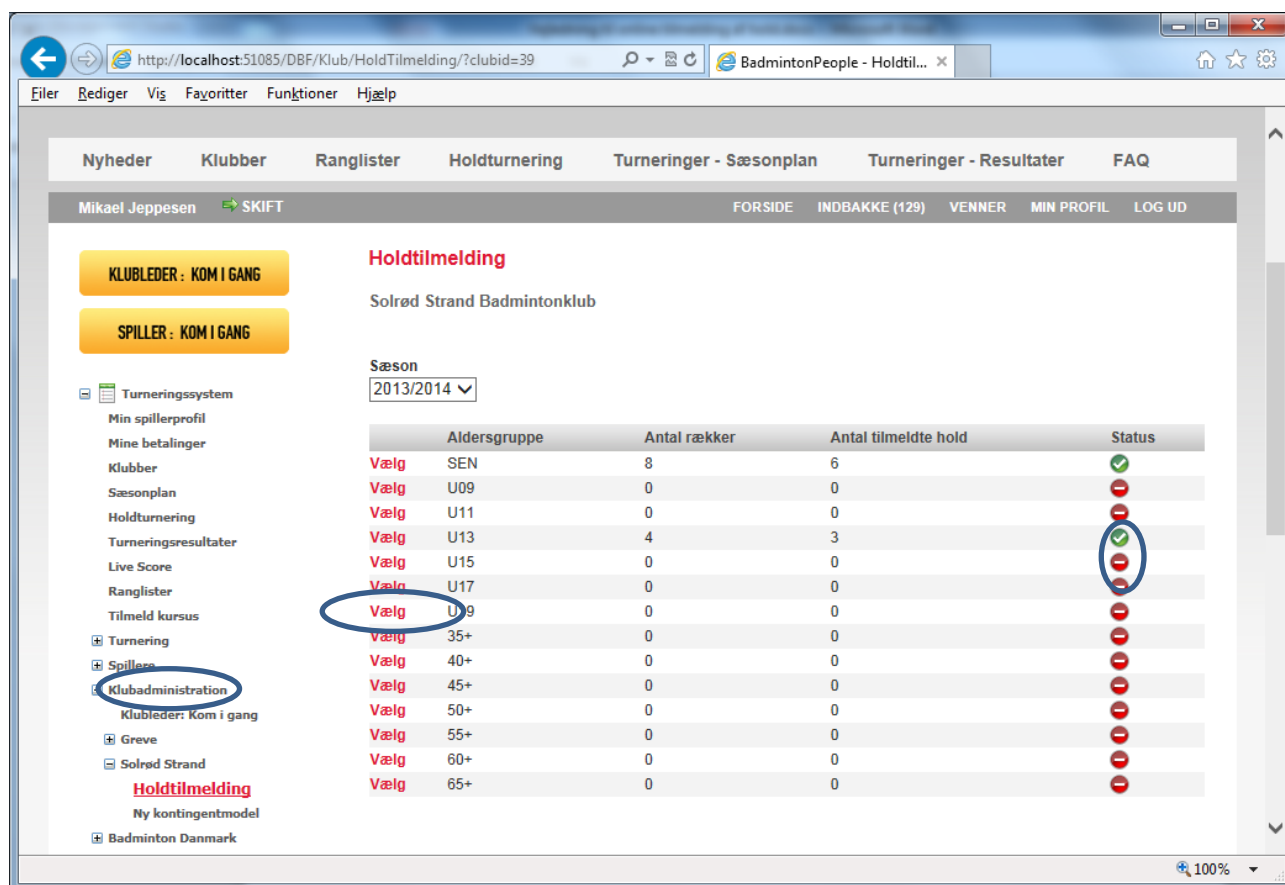 http://localhost:51085/DBF/Klub/HoldTilmelding/?clubid=39
BadmintonPeople - Holdtil...
Filer Rediger Vis Favoritter Funktioner Hjælp
Nyheder Klubber Ranglister Holdturnering Turneringer - Sæsonplan Turneringer - Resultater FAQ
Mikael Jeppesen SKIFT FORSIDE INDBAKKE (129) VENNER MIN PROFIL LOG UD
KLUBLEDER : KOM I GANG
SPILLER : KOM I GANG
Turneringssystem
Min spillerprofil
Mine betalinger
Klubber
Sæsonplan
Holdturnering
Turneringsresultater
Live Score
Ranglister
Tilmeld kursus
Turnering
Spillere
Klubadministration
Klubleder: Kom i gang
Greve
Solrød Strand
Holdtilmelding
Ny kontingentmodel
Badminton Danmark
Holdtilmelding
Solrød Strand Badmintonklub
Sæson
2013/2014
Aldersgruppe Antal rækker Antal tilmeldte hold Status
Vælg SEN 8 6
Vælg U09 0 0
Vælg U11 0 0
Vælg U13 4 3
Vælg U15 0 0
Vælg U17 0 0
Vælg U19 0 0
Vælg 35+ 0 0
Vælg 40+ 0 0
Vælg 45+ 0 0
Vælg 50+ 0 0
Vælg 55+ 0 0
Vælg 60+ 0 0
Vælg 65+ 0 0
100%